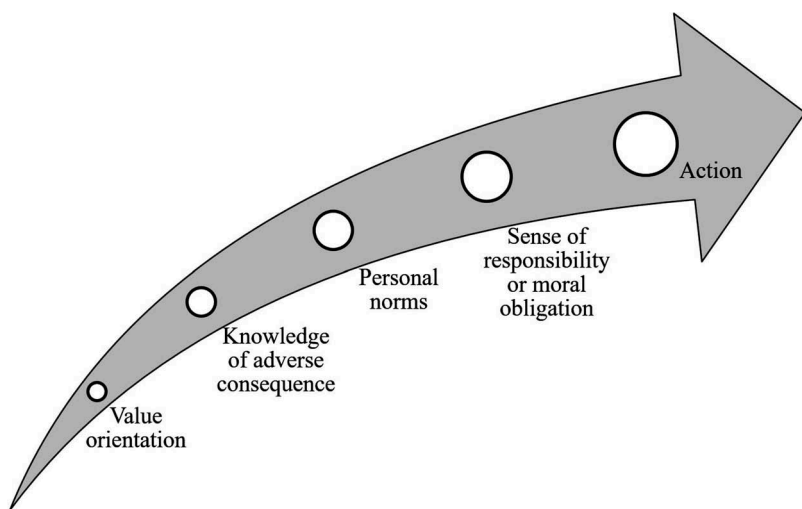 Value
orientation
Knowledge
of adverse
consequence
Personal
norms
Sense of
responsibility
or moral
obligation
Action